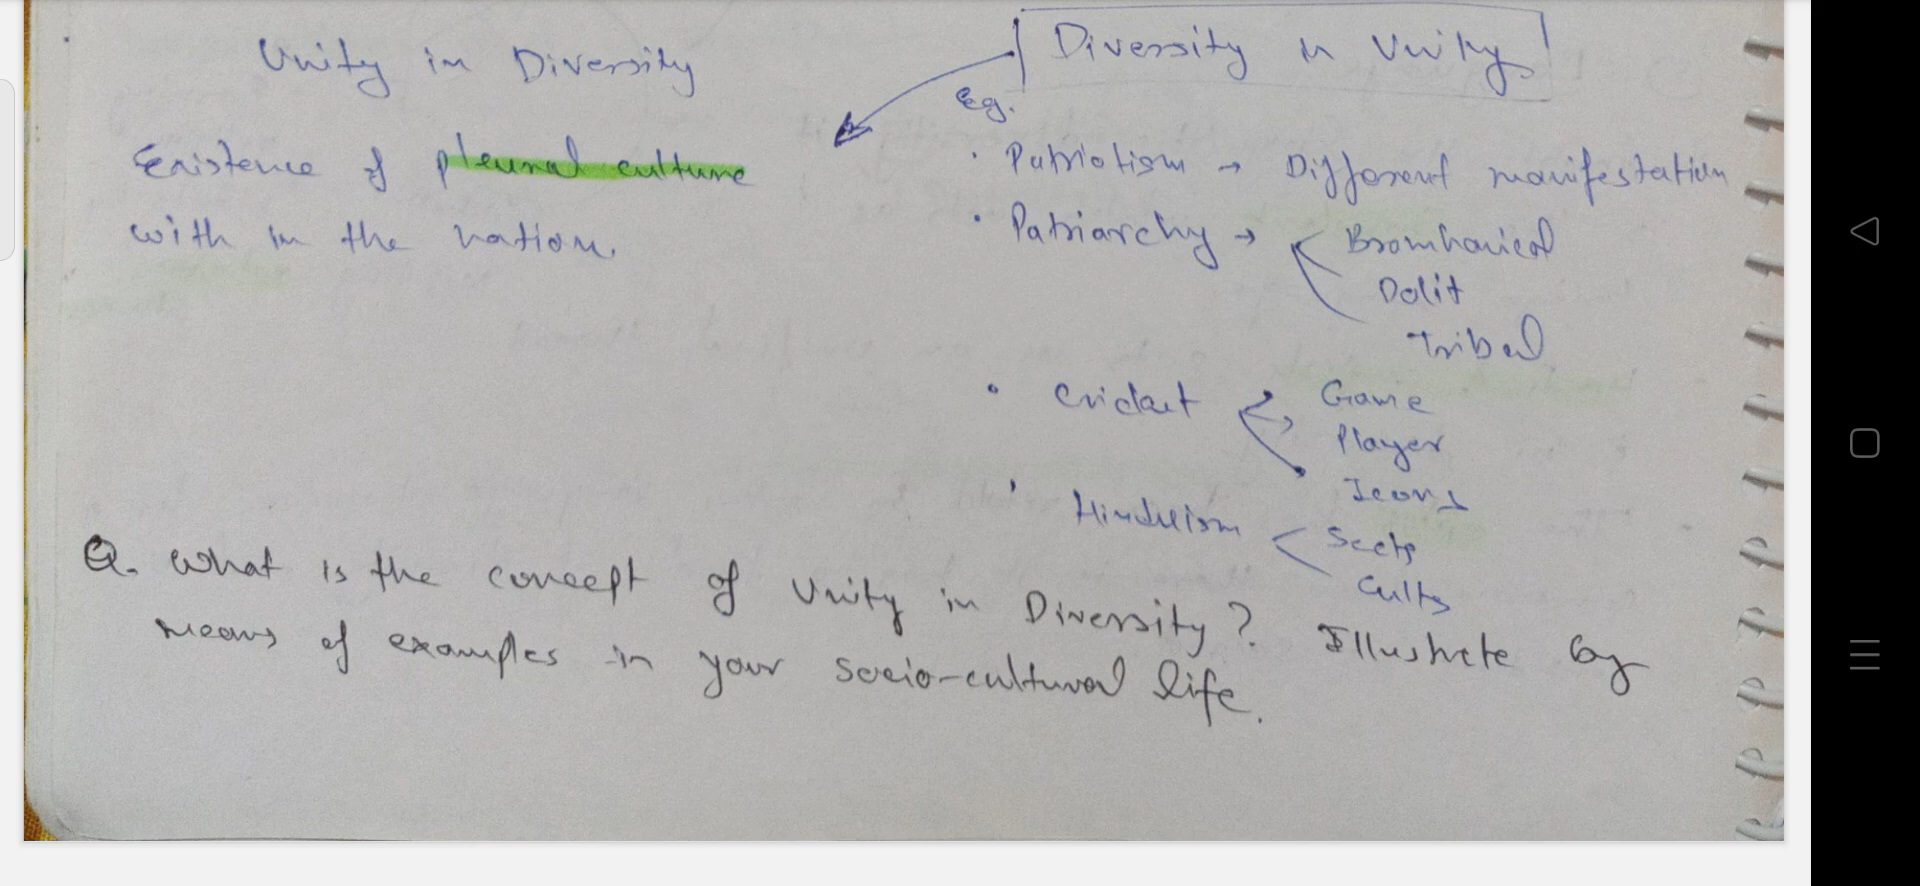 Unity in Diversity
Existence of pleural culture
with in the nation.
Diversity in Unity
Eg.
• Patriotism → Different manifestation
• Patriarchy → Bromhanical
Dalit
Tribal
• Cricket Game
Player
Icons
• Hinduism Sects
Cults
Q. What is the concept of Unity in Diversity? Illustrate by
means of examples in your socio-cultural life.